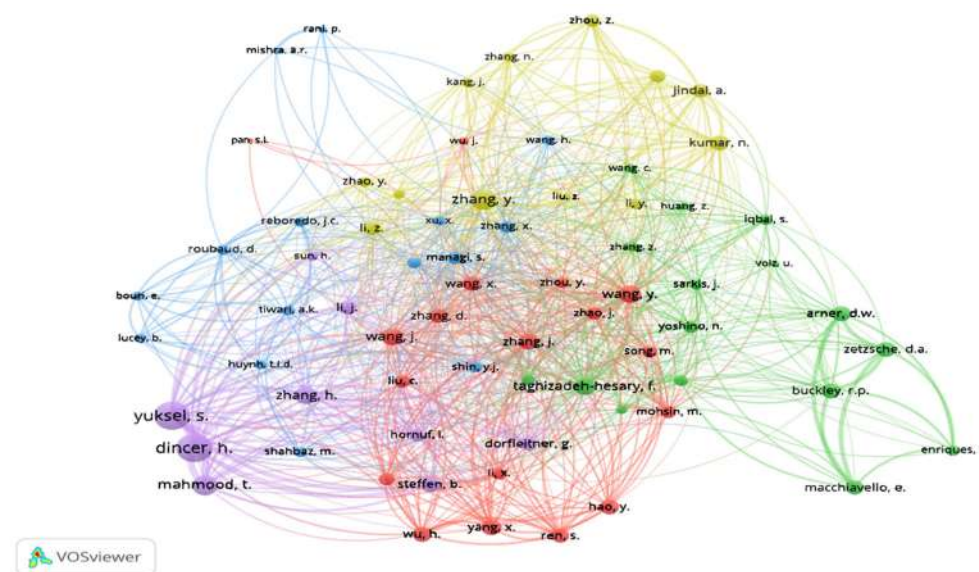 rani, p.
zhou, z.
mishra, a.r.
zhang, n.
kang, j.
jindal, a.
pan, s.l.
wu, j.
wang, h.
kumar, n.
wang, c.
zhao, y.
zhang, y.
liu, z.
li, y.
huang, z.
iqbal, s.
reboredo, j.c.
li, z.
xu, x.
zhang, x.
roubaud, d.
sun, h.
managi, s.
zhang, z.
volz, u.
bouri, e.
tiwari, a.k.
li, j.
wang, x.
zhou, y.
wang, y.
sarkis, j.
lucey, b.
zhang, d.
zhao, j.
yoshino, n.
arner, d.w.
wang, j.
zhang, j.
song, m.
zetzsche, d.a.
huynh, t.l.d.
shin, y.j.
liu, c.
taghizadeh-hesary, f.
buckley, r.p.
zhang, h.
yuksel, s.
mohsin, m.
hornuf, l.
dorfleitner, g.
dincer, h.
shahbaz, m.
enriques,
mahmood, t.
steffen, b.
li, x.
macchiavello, e.
hao, y.
wu, h.
yang, x.
ren, s.
VOSviewer